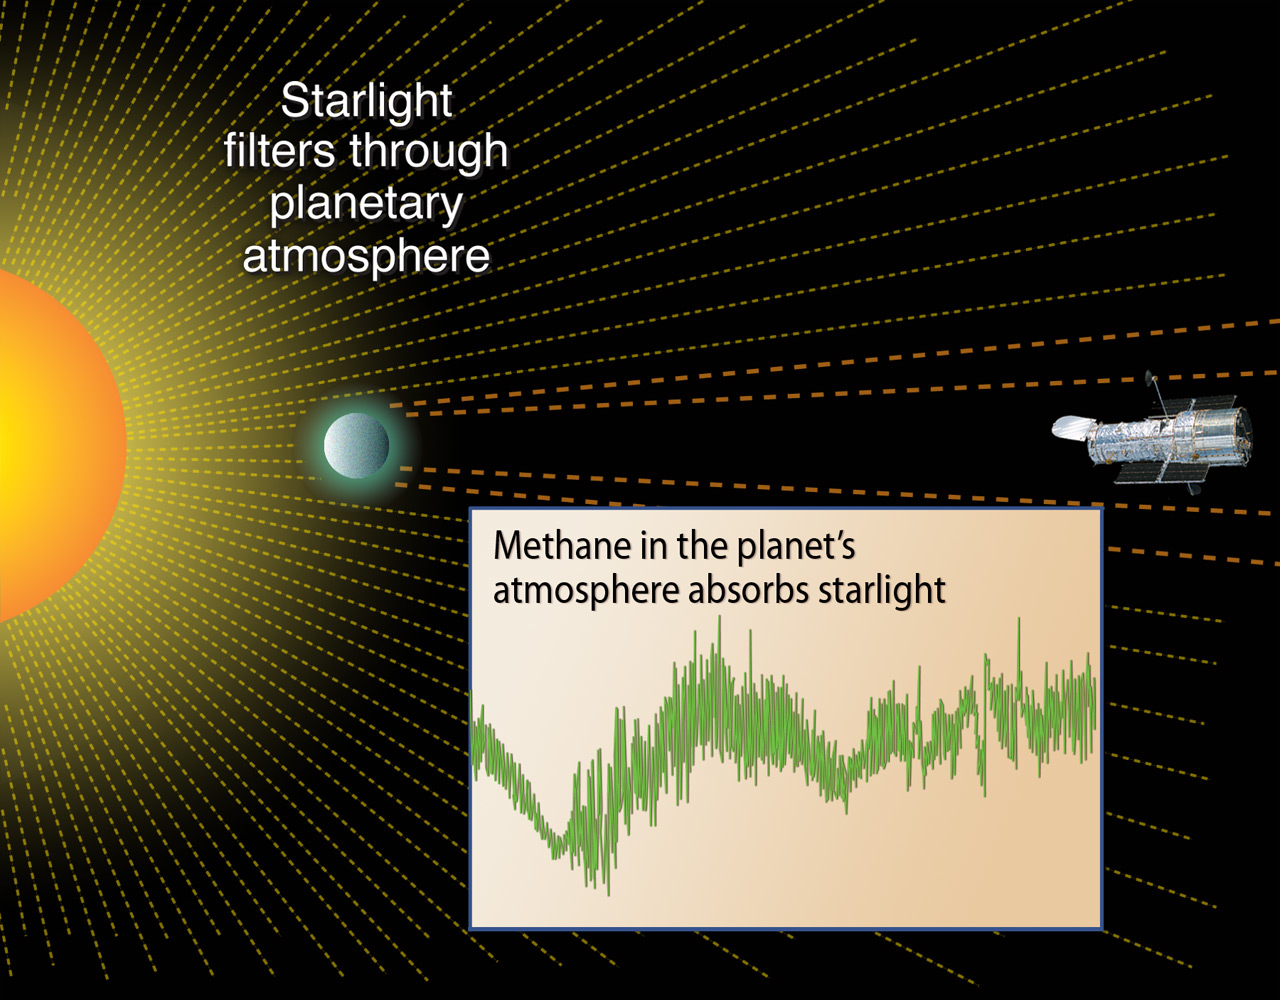 Starlight
filters through
planetary
atmosphere
Methane in the planet’s
atmosphere absorbs starlight